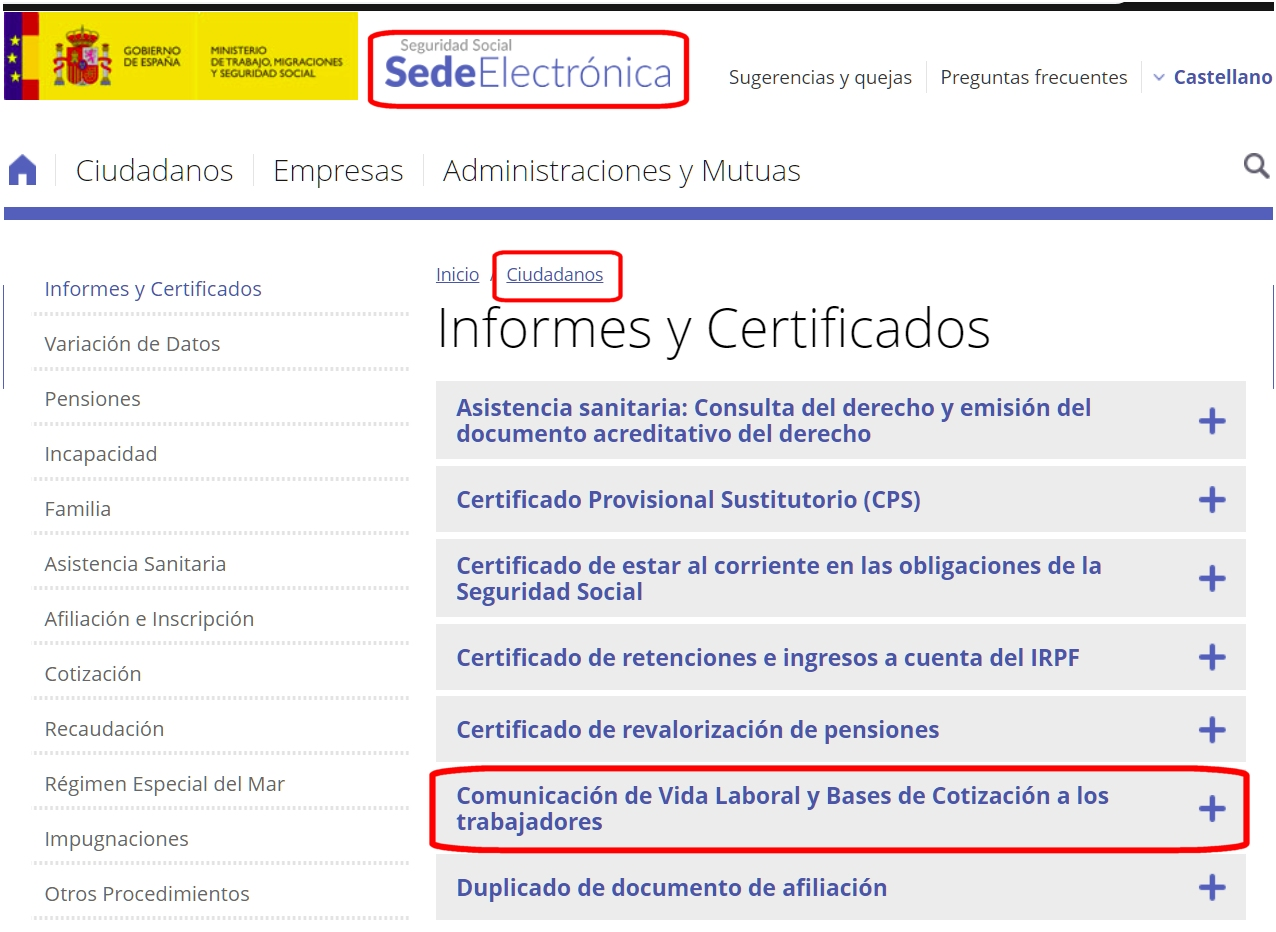 GOBIERNO
DE ESPAÑA
MINISTERIO
DE TRABAJO, MIGRACIONES
Y SEGURIDAD SOCIAL
Seguridad Social
SedeElectrónica
Sugerencias y quejas
Preguntas frecuentes
Castellano
Ciudadanos
Empresas
Administraciones y Mutuas
Informes y Certificados
Variación de Datos
Pensiones
Incapacidad
Familia
Asistencia Sanitaria
Afiliación e Inscripción
Cotización
Recaudación
Régimen Especial del Mar
Impugnaciones
Otros Procedimientos
Inicio / Ciudadanos
Informes y Certificados
Asistencia sanitaria: Consulta del derecho y emisión del
documento acreditativo del derecho
Certificado Provisional Sustitutorio (CPS)
Certificado de estar al corriente en las obligaciones de la
Seguridad Social
Certificado de retenciones e ingresos a cuenta del IRPF
Certificado de revalorización de pensiones
Comunicación de Vida Laboral y Bases de Cotización a los
trabajadores
Duplicado de documento de afiliación